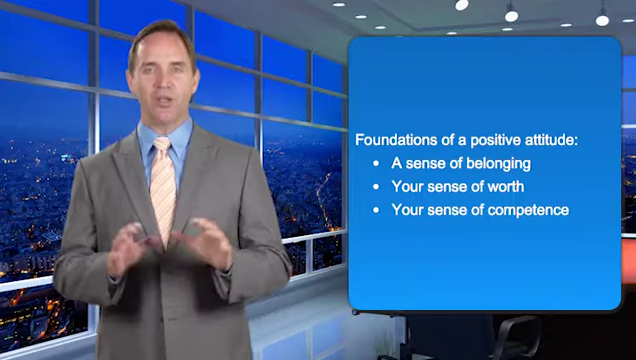 Foundations of a positive attitude:
• A sense of belonging
• Your sense of worth
• Your sense of competence